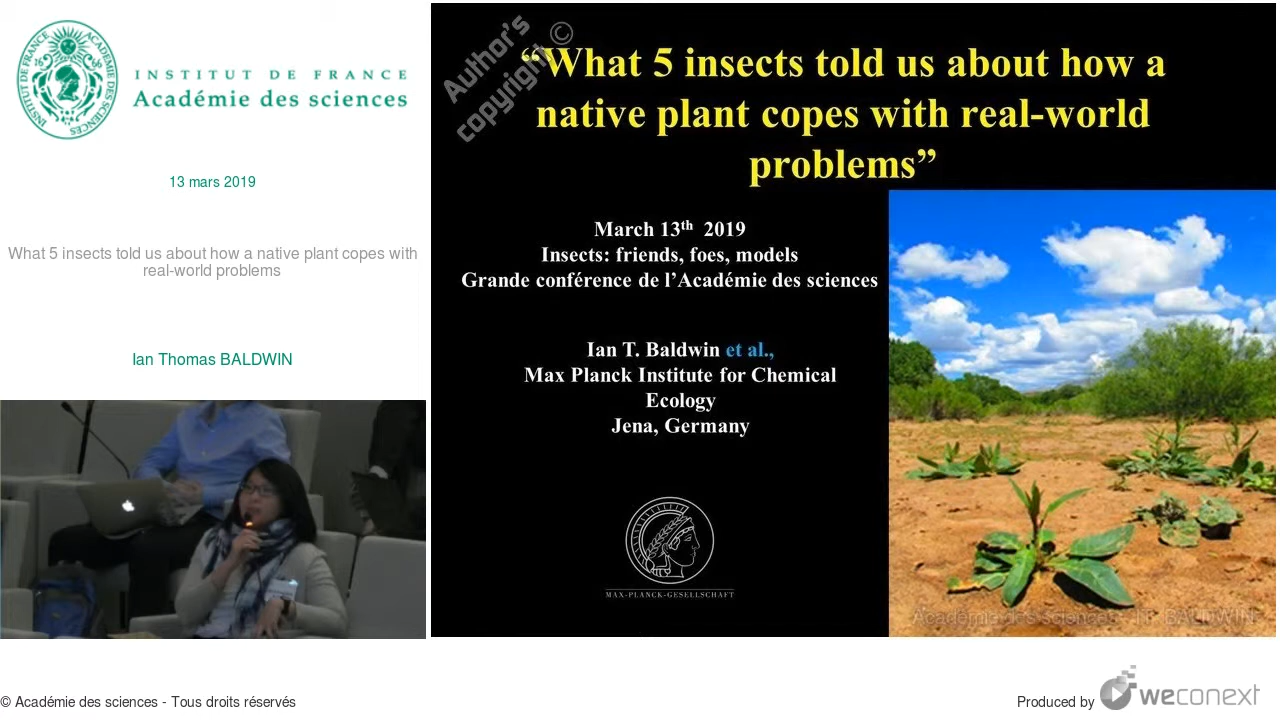 INSTITUT DE FRANCE
Académie des sciences
13 mars 2019
What 5 insects told us about how a native plant copes with
real-world problems
Ian Thomas BALDWIN
Author's
copyright ©
“What 5 insects told us about how a
native plant copes with real-world
problems”
March 13th 2019
Insects: friends, foes, models
Grande conférence de l’Académie des sciences
Ian T. Baldwin et al.,
Max Planck Institute for Chemical
Ecology
Jena, Germany
MAX-PLANCK-GESELLSCHAFT
Académie des sciences - IT BALDWIN
© Académie des sciences - Tous droits réservés
Produced by weconext